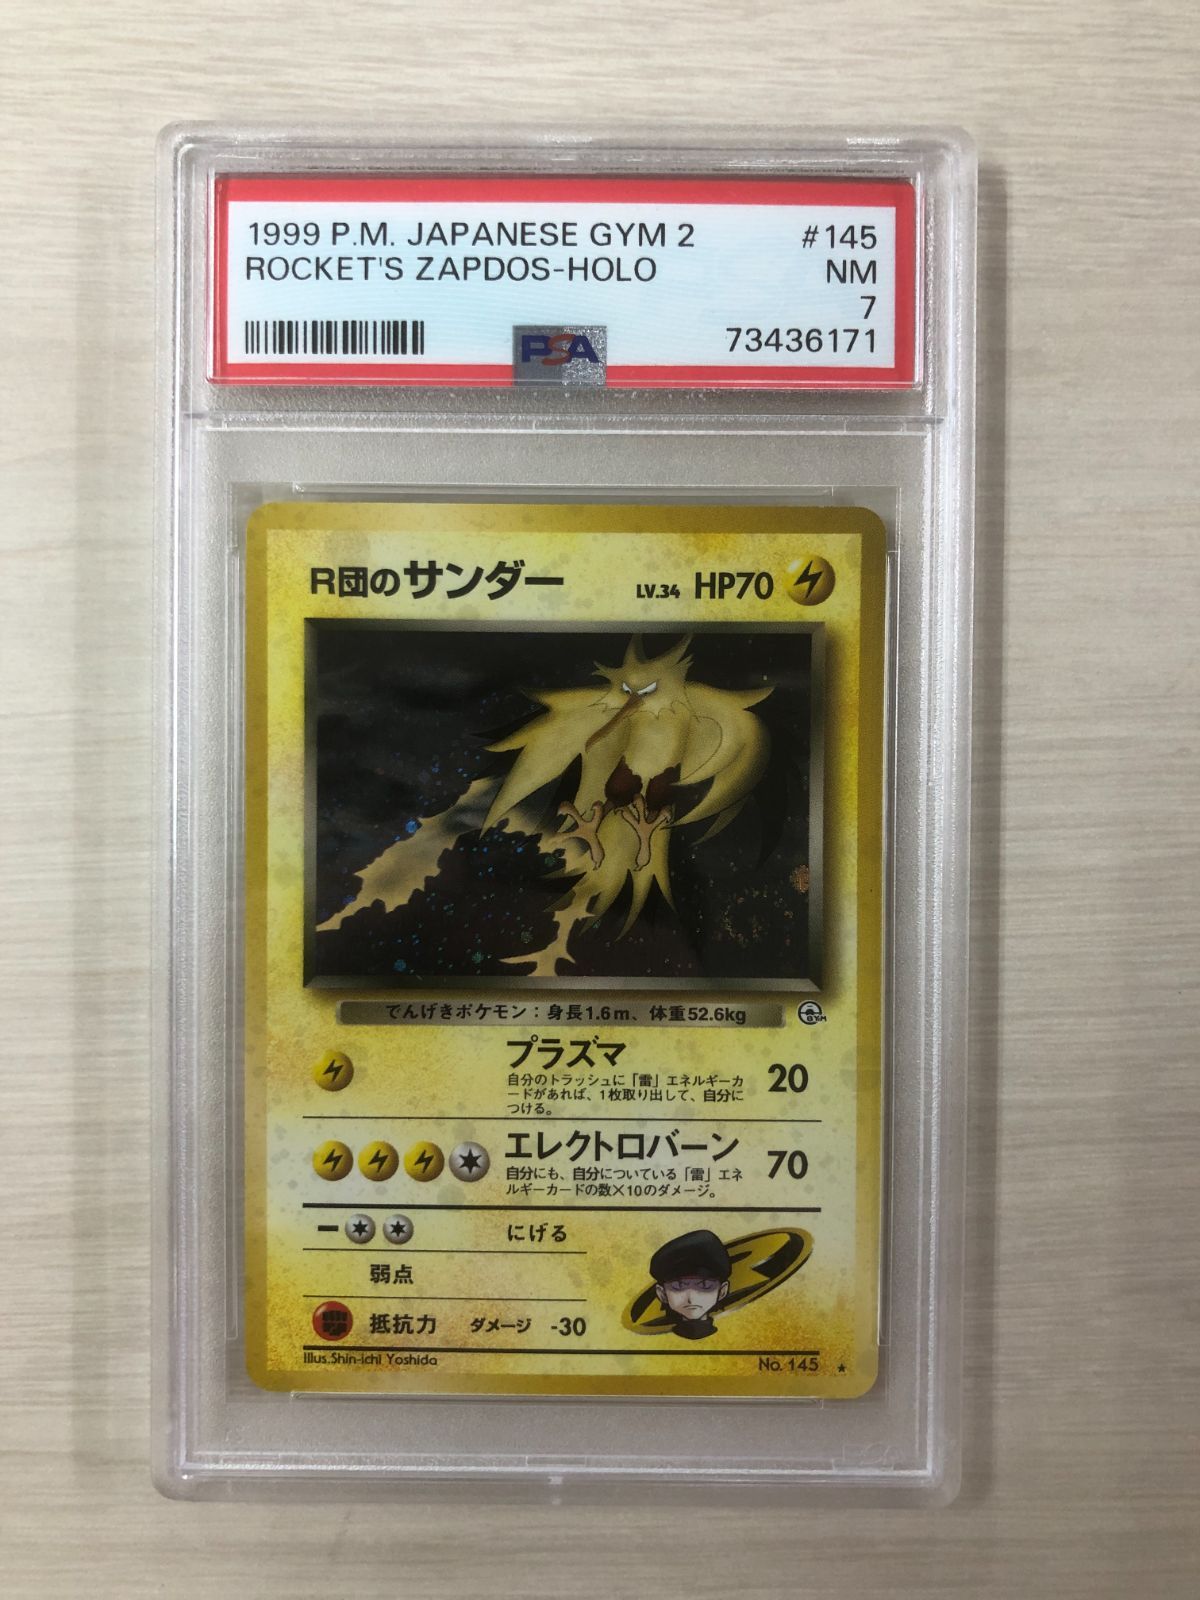 1999 P.M. JAPANESE GYM 2 #145
ROCKET'S ZAPDOS-HOLO NM
7
PSA 73436171
R団のサンダー LV.34 HP70
でんげきポケモン：身長1.6m、体重52.6kg
GYM
プラズマ 20
自分のトラッシュに「雷」エネルギーカ
ードがあれば、1枚取り出して、自分に
つける。
エレクトロバーン 70
自分にも、自分についている「雷」エネ
ルギーカードの数×10のダメージ。
にげる
弱点
抵抗力 ダメージ -30
Illus.Shin-ichi Yoshida No. 145 ★